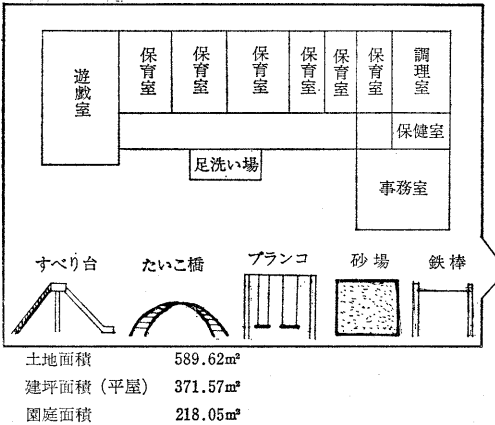 遊戯室
保育室
保育室
保育室
保育室
保育室
保育室
調理室
保健室
足洗い場
事務室
すべり台
たいこ橋
ブランコ
砂場
鉄棒
土地面積 589.62m²
建坪面積（平屋） 371.57m²
園庭面積 218.05m²